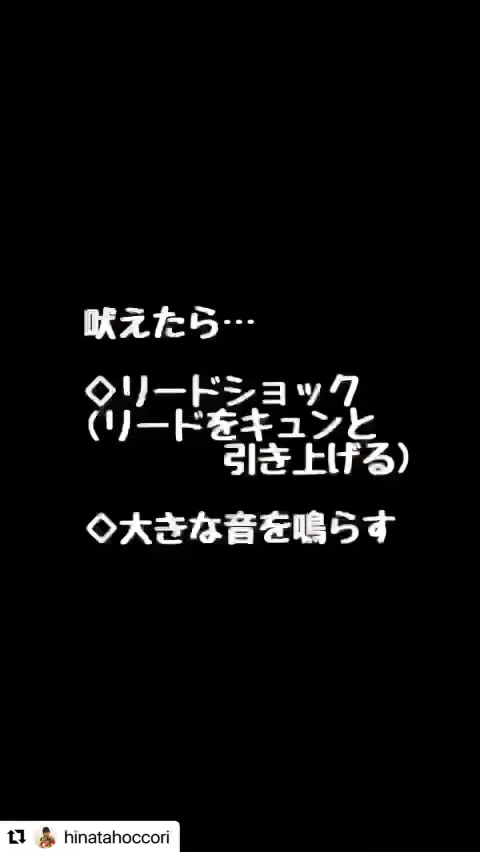 吠えたら…
◇リードショック
(リードをキュンと
引き上げる)
◇大きな音を鳴らす
hinatahoccori